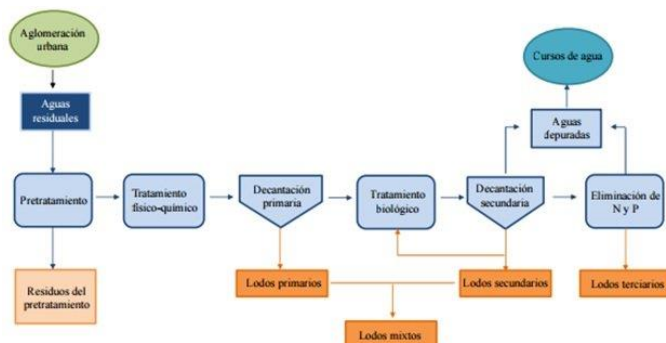 Aglomeración
urbana
Cursos de agua
Aguas
residuales
Aguas
depuradas
Pretratamiento
Tratamiento
físico-químico
Decantación
primaria
Tratamiento
biológico
Decantación
secundaria
Eliminación de
N y P
Residuos del
pretratamiento
Lodos primarios
Lodos secundarios
Lodos terciarios
Lodos mixtos